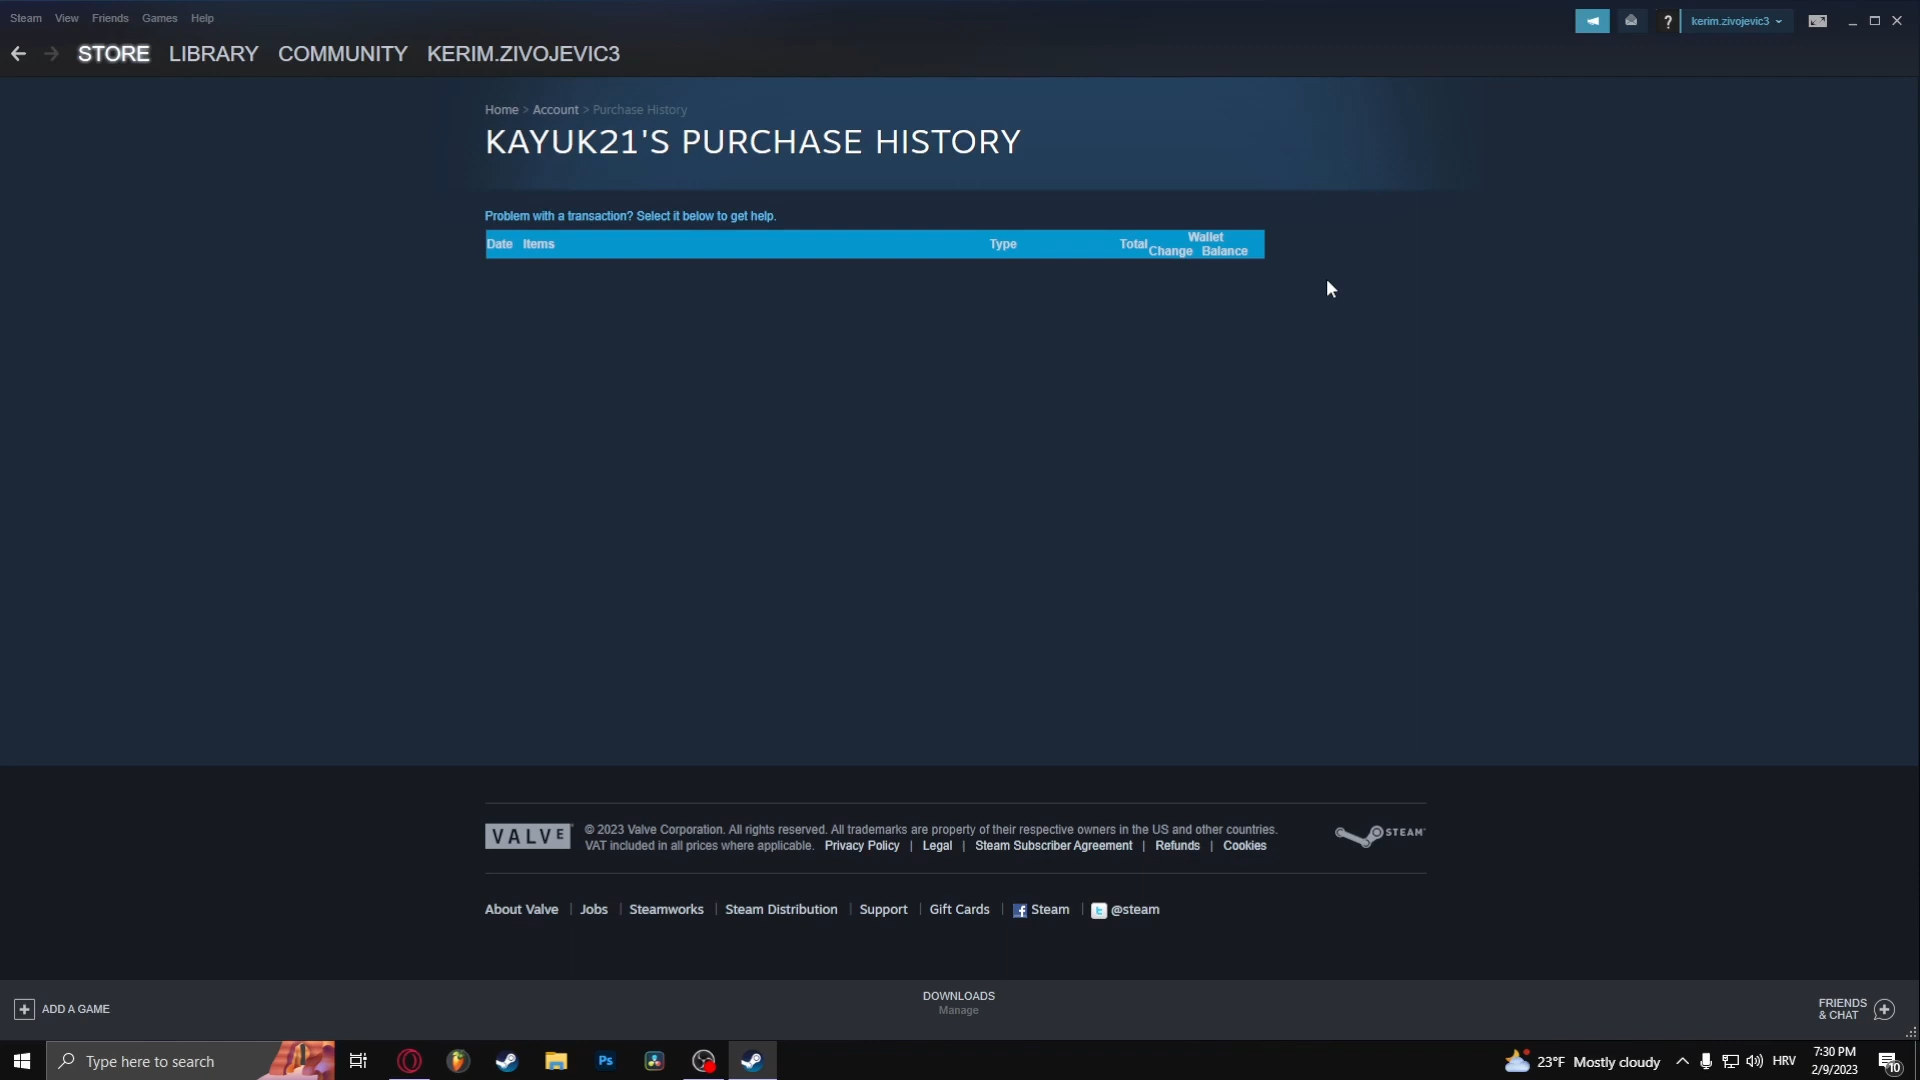 Steam View Friends Games Help
kerim.zivojevic3
STORE LIBRARY COMMUNITY KERIM.ZIVOJEVIC3
Home > Account > Purchase History
KAYUK21'S PURCHASE HISTORY
Problem with a transaction? Select it below to get help.
Date Items Type Total Wallet
Change Balance
VALVE © 2023 Valve Corporation. All rights reserved. All trademarks are property of their respective owners in the US and other countries.
VAT included in all prices where applicable. Privacy Policy | Legal | Steam Subscriber Agreement | Refunds | Cookies
STEAM
About Valve | Jobs | Steamworks | Steam Distribution | Support | Gift Cards | Steam | @steam
ADD A GAME
DOWNLOADS
Manage
FRIENDS
& CHAT
Type here to search
Ps
23°F Mostly cloudy
HRV
7:30 PM
2/9/2023
10